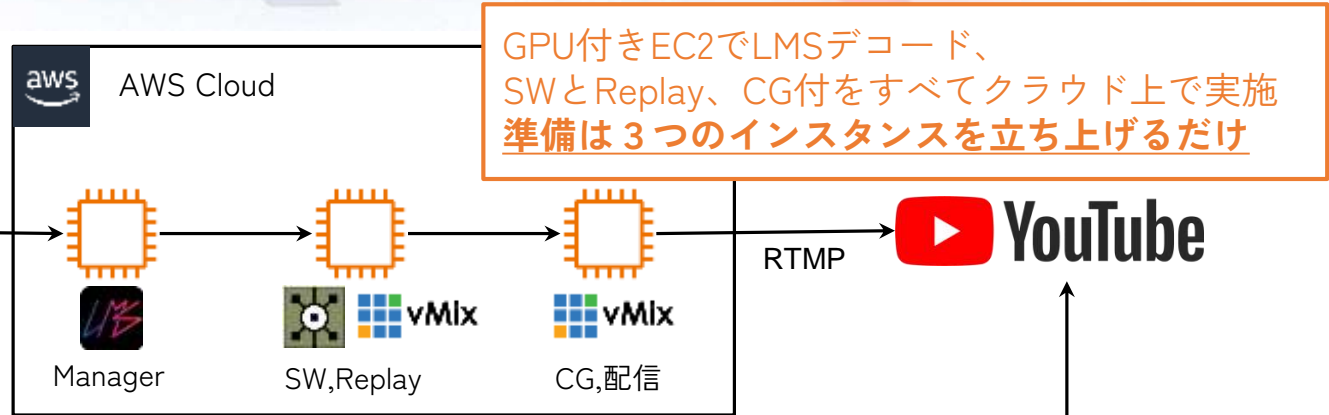 GPU付きEC2でLMSデコード、
SWとReplay、CG付をすべてクラウド上で実施
準備は３つのインスタンスを立ち上げるだけ
aws
AWS Cloud
RTMP
YouTube
LMS
vMix
vMix
Manager
SW,Replay
CG,配信